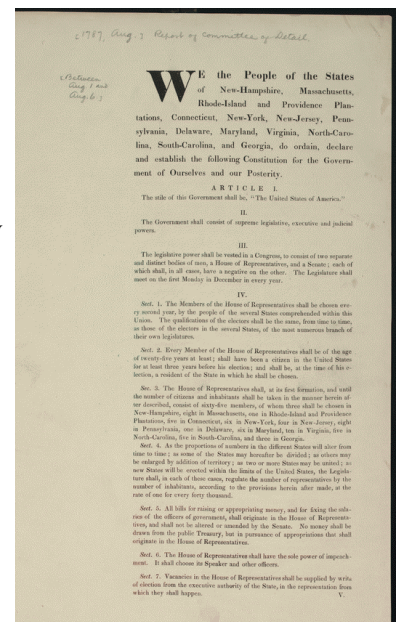 [1787, Aug.] Report of Committee of Detail
[Between
Aug 1 and
Aug. 6]
WE the People of the States
of New-Hampshire, Massachusetts,
Rhode-Island and Providence Plan-
tations, Connecticut, New-York, New-Jersey, Penn-
sylvania, Delaware, Maryland, Virginia, North-Caro-
lina, South-Carolina, and Georgia, do ordain, declare
and establish the following Constitution for the Govern-
ment of Ourselves and our Posterity.
ARTICLE I.
The stile of this Government shall be, "The United States of America."
II.
The Government shall consist of supreme legislative, executive and judicial
powers.
III.
The legislative power shall be vested in a Congress, to consist of two separate
and distinct bodies of men, a House of Representatives, and a Senate; each of
which shall, in all cases, have a negative on the other. The Legislature shall
meet on the first Monday in December in every year.
IV.
Sect. 1. The Members of the House of Representatives shall be chosen eve-
ry second year, by the people of the several States comprehended within this
Union. The qualifications of the electors shall be the same, from time to time,
as those of the electors in the several States, of the most numerous branch of
their own legislatures.
Sect. 2. Every Member of the House of Representatives shall be of the age
of twenty-five years at least; shall have been a citizen in the United States
for at least three years before his election; and shall be, at the time of his e-
lection, a resident of the State in which he shall be chosen.
Sec. 3. The House of Representatives shall, at its first formation, and until
the number of citizens and inhabitants shall be taken in the manner herein af-
ter described, consist of sixty-five members, of whom three shall be chosen in
New-Hampshire, eight in Massachusetts, one in Rhode-Island and Providence
Plantations, five in Connecticut, six in New-York, four in New-Jersey, eight
in Pennsylvania, one in Delaware, six in Maryland, ten in Virginia, five in
North-Carolina, five in South-Carolina, and three in Georgia.
Sect. 4. As the proportions of numbers in the different States will alter from
time to time; as some of the States may hereafter be divided; as others may
be enlarged by addition of territory; as two or more States may be united; as
new States will be erected within the limits of the United States, the Legisla-
ture shall, in each of these cases, regulate the number of representatives by the
number of inhabitants, according to the provisions herein after made, at the
rate of one for every forty thousand.
Sect. 5. All bills for raising or appropriating money, and for fixing the sala-
ries of the officers of government, shall originate in the House of Representa-
tives, and shall not be altered or amended by the Senate. No money shall be
drawn from the public Treasury, but in pursuance of appropriations that shall
originate in the House of Representatives.
Sect. 6. The House of Representatives shall have the sole power of impeach-
ment. It shall choose its Speaker and other officers.
Sect. 7. Vacancies in the House of Representatives shall be supplied by writs
of election from the executive authority of the State, in the representation from
which they shall happen. V.